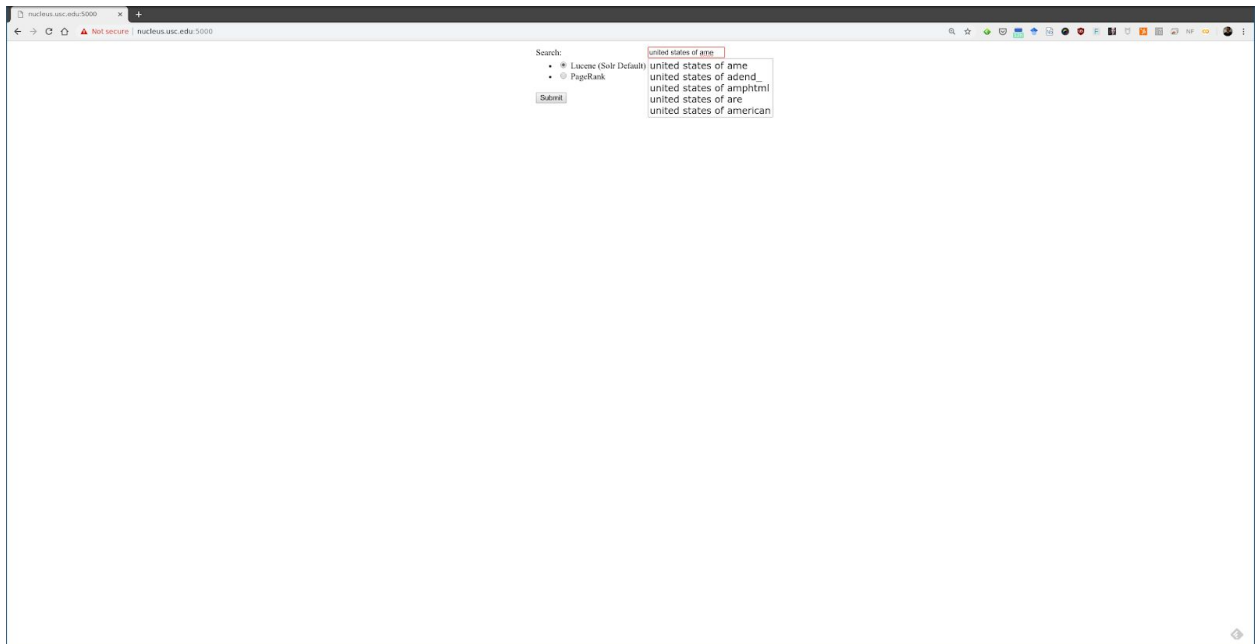 nucleus.usc.edu:5000
Not secure | nucleus.usc.edu:5000
Search:
united states of ame
Lucene (Solr Default)
PageRank
Submit
united states of ame
united states of adend_
united states of amphtml
united states of are
united states of american